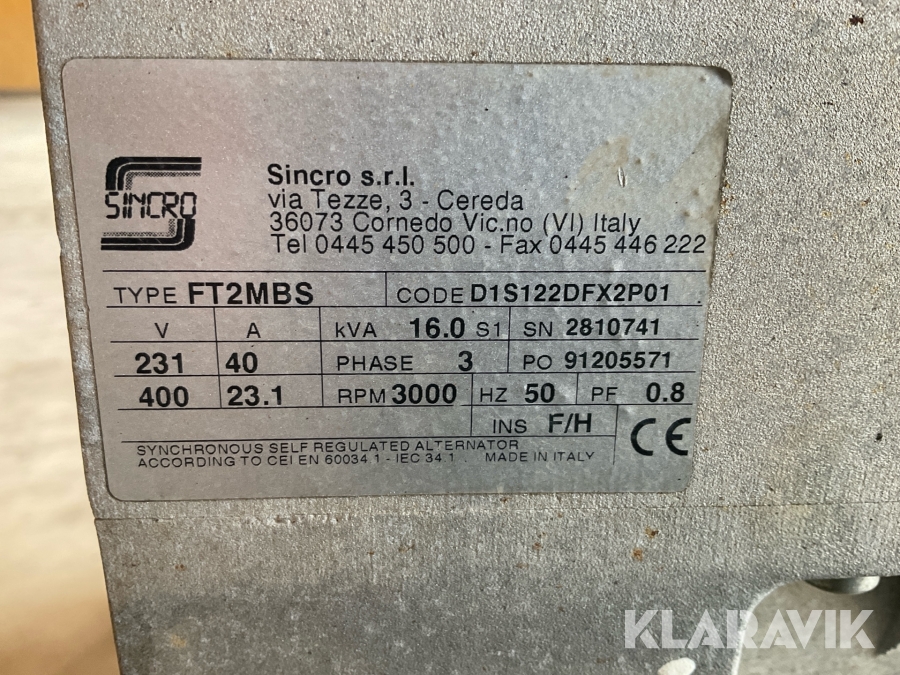 SINCRO
Sincro s.r.l.
via Tezze, 3 - Cereda
36073 Cornedo Vic.no (VI) Italy
Tel 0445 450 500 - Fax 0445 446 222
TYPE FT2MBS CODE D1S122DFX2P01
V A kVA 16.0 S1 SN 2810741
231 40 PHASE 3 PO 91205571
400 23.1 RPM 3000 HZ 50 PF 0.8
INS F/H CE
SYNCHRONOUS SELF REGULATED ALTERNATOR
ACCORDING TO CEI EN 60034 1 - IEC 34.1 MADE IN ITALY
KLARAVIK